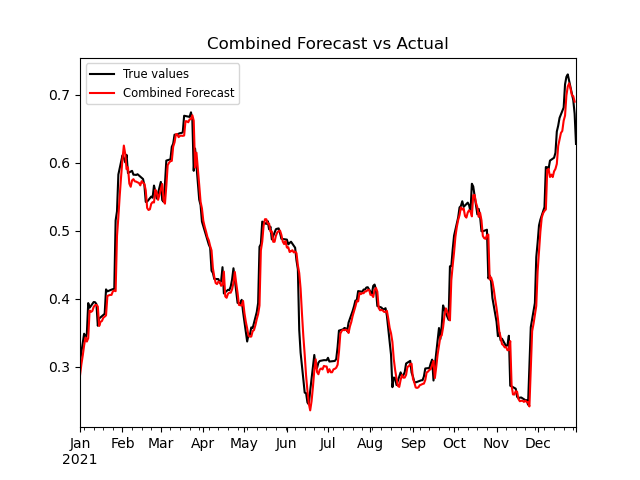 Combined Forecast vs Actual
True values
Combined Forecast
0.7
0.6
0.5
0.4
0.3
Jan Feb Mar Apr May Jun Jul Aug Sep Oct Nov Dec
2021